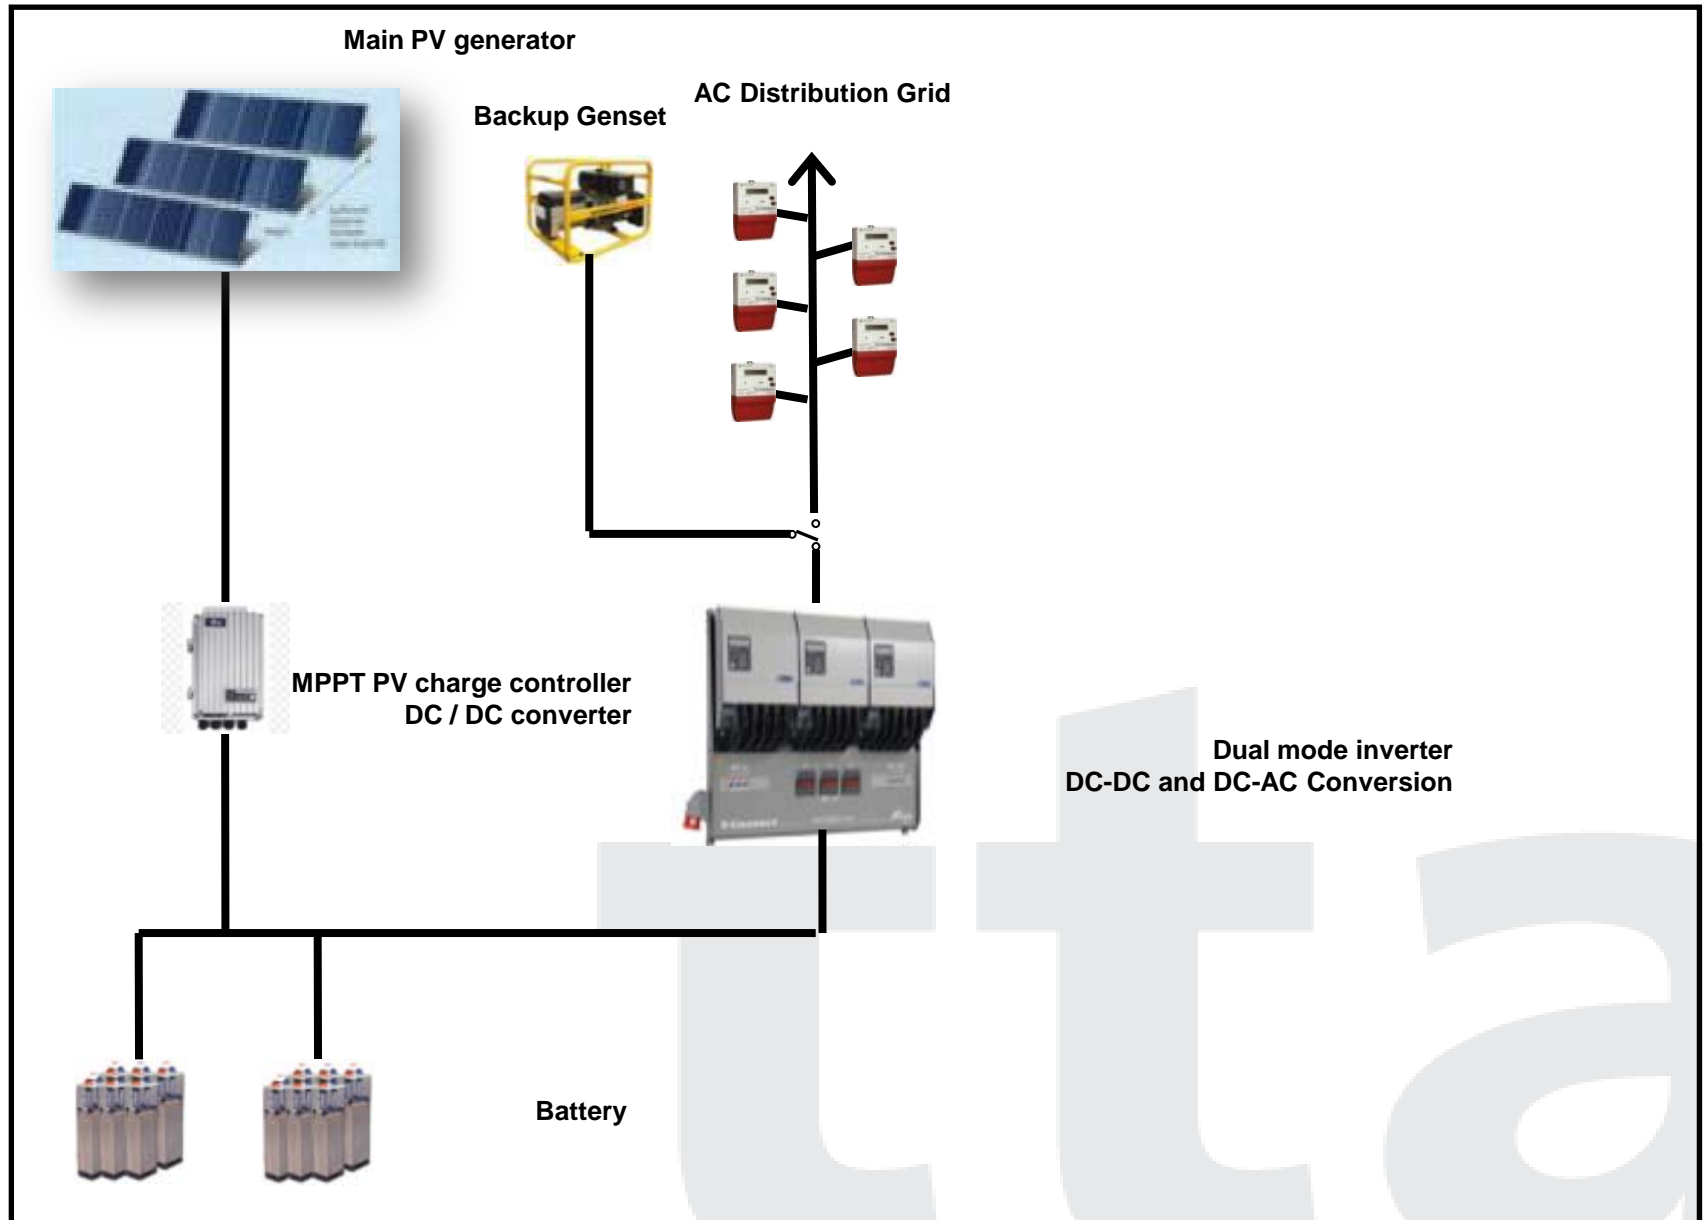 Main PV generator
AC Distribution Grid
Backup Genset
MPPT PV charge controller
DC / DC converter
Dual mode inverter
DC-DC and DC-AC Conversion
Battery
tta